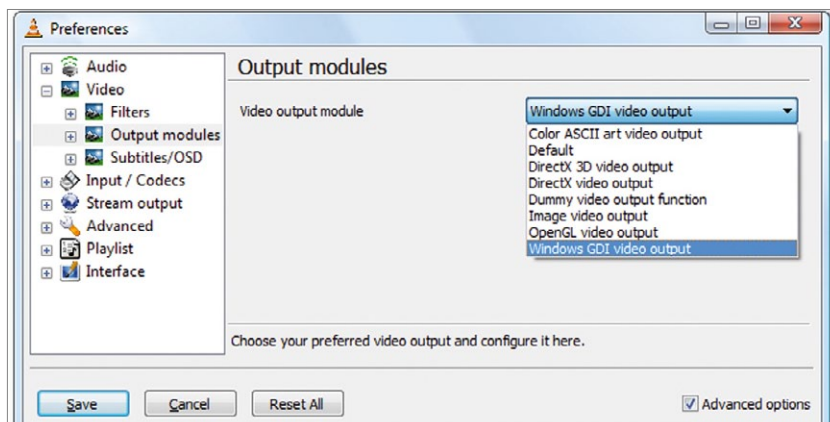 Preferences
Audio
Video
Filters
Output modules
Subtitles/OSD
Input / Codecs
Stream output
Advanced
Playlist
Interface
Output modules
Video output module
Windows GDI video output
Color ASCII art video output
Default
DirectX 3D video output
DirectX video output
Dummy video output function
Image video output
OpenGL video output
Windows GDI video output
Choose your preferred video output and configure it here.
Save
Cancel
Reset All
Advanced options